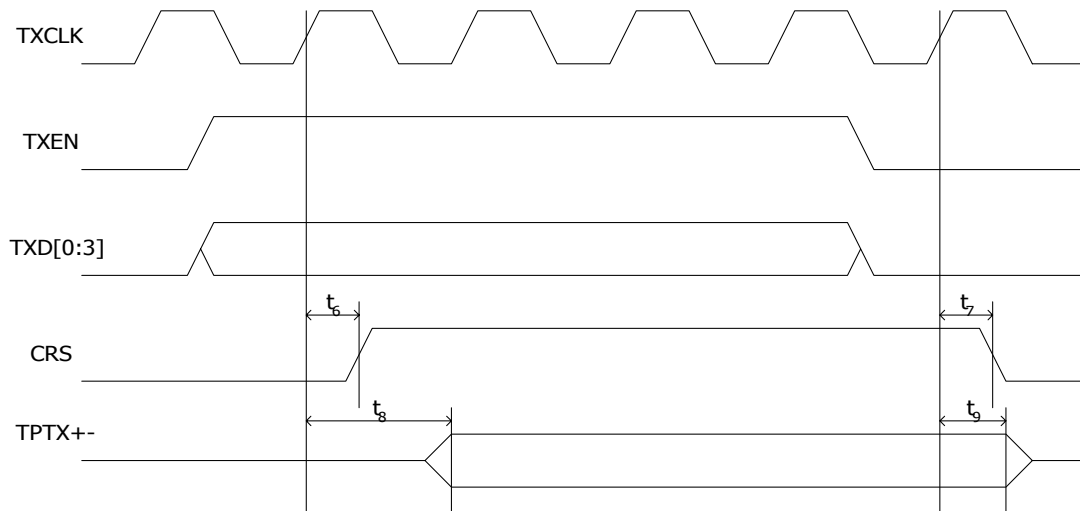 TXCLK
TXEN
TXD[0:3]
t6 t7
CRS
t8 t9
TPTX+-